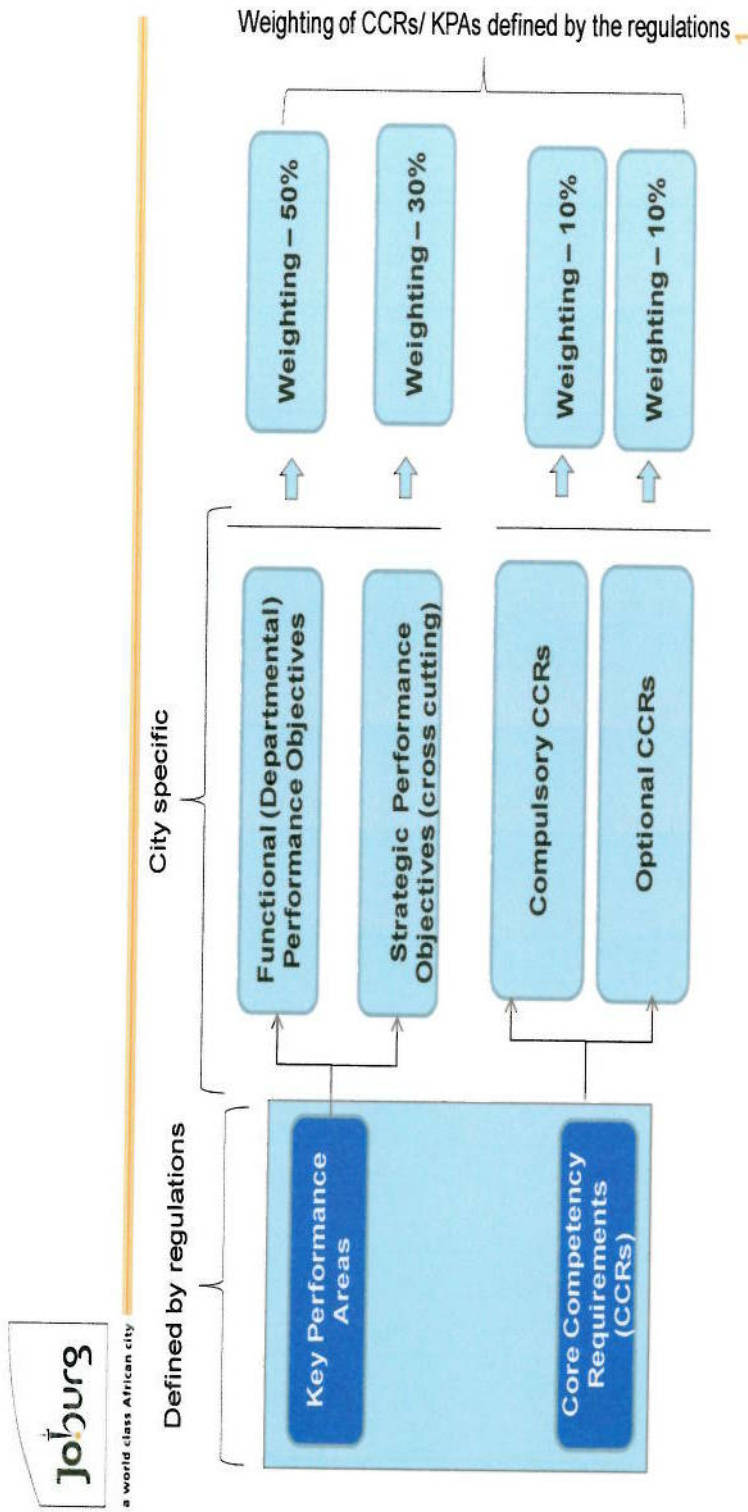 Joburg
a world class African city
Defined by regulations
City specific
Key Performance
Areas
Functional (Departmental)
Performance Objectives
Weighting – 50%
Strategic Performance
Objectives (cross cutting)
Weighting – 30%
Core Competency
Requirements
(CCRs)
Compulsory CCRs
Weighting – 10%
Optional CCRs
Weighting – 10%
Weighting of CCRs/ KPAs defined by the regulations
1